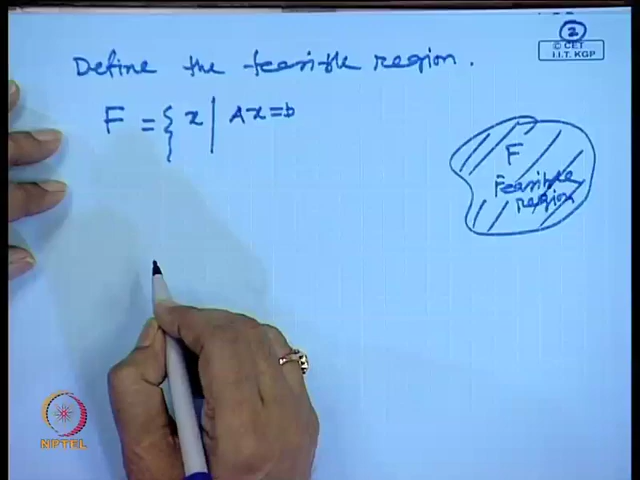 2
© CET
I.I.T. KGP
Define the feasible region.
F = { x | Ax = b
F
Feasible
region
NPTEL